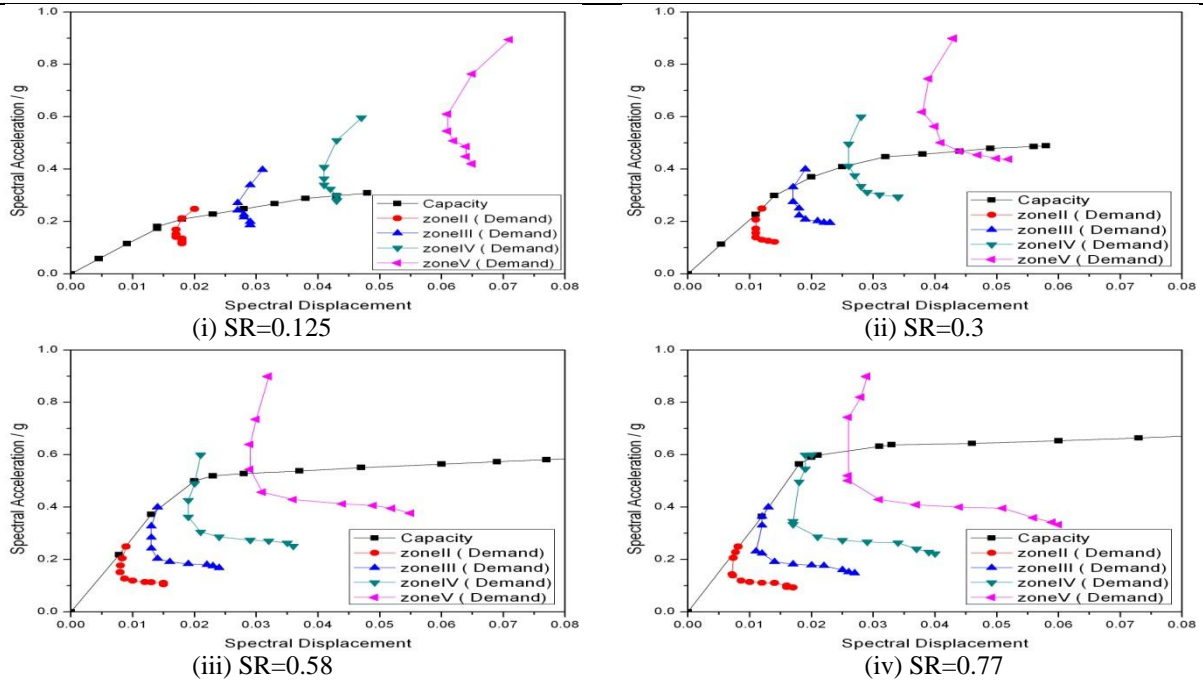 1.0
0.8
0.6
0.4
0.2
0.0
Spectral Acceleration / g
Capacity
zoneII ( Demand)
zoneIII ( Demand)
zoneIV ( Demand)
zoneV ( Demand)
0.00 0.01 0.02 0.03 0.04 0.05 0.06 0.07 0.08
Spectral Displacement
(i) SR=0.125
1.0
0.8
0.6
0.4
0.2
0.0
Spectral Acceleration / g
Capacity
zoneII ( Demand)
zoneIII ( Demand)
zoneIV ( Demand)
zoneV ( Demand)
0.00 0.01 0.02 0.03 0.04 0.05 0.06 0.07 0.08
Spectral Displacement
(ii) SR=0.3
1.0
0.8
0.6
0.4
0.2
0.0
Spectral Acceleration / g
Capacity
zoneII ( Demand)
zoneIII ( Demand)
zoneIV ( Demand)
zoneV ( Demand)
0.00 0.01 0.02 0.03 0.04 0.05 0.06 0.07 0.08
Spectral Displacement
(iii) SR=0.58
1.0
0.8
0.6
0.4
0.2
0.0
Spectral Acceleration / g
Capacity
zoneII ( Demand)
zoneIII ( Demand)
zoneIV ( Demand)
zoneV ( Demand)
0.00 0.01 0.02 0.03 0.04 0.05 0.06 0.07 0.08
Spectral Displacement
(iv) SR=0.77